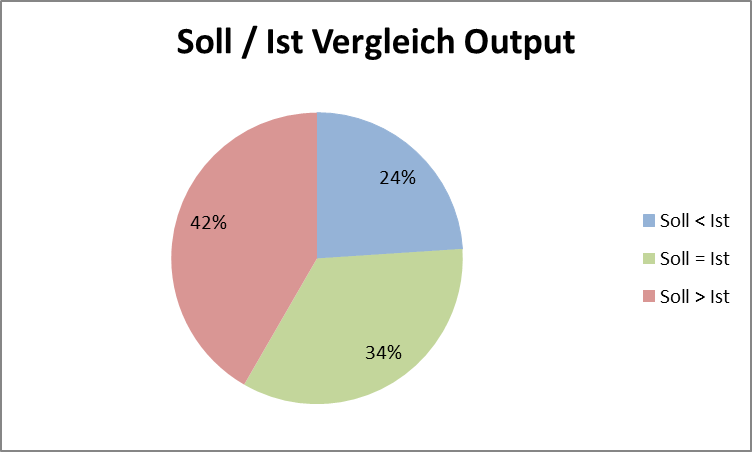 Soll / Ist Vergleich Output
24%
42%
34%
Soll < Ist
Soll = Ist
Soll > Ist